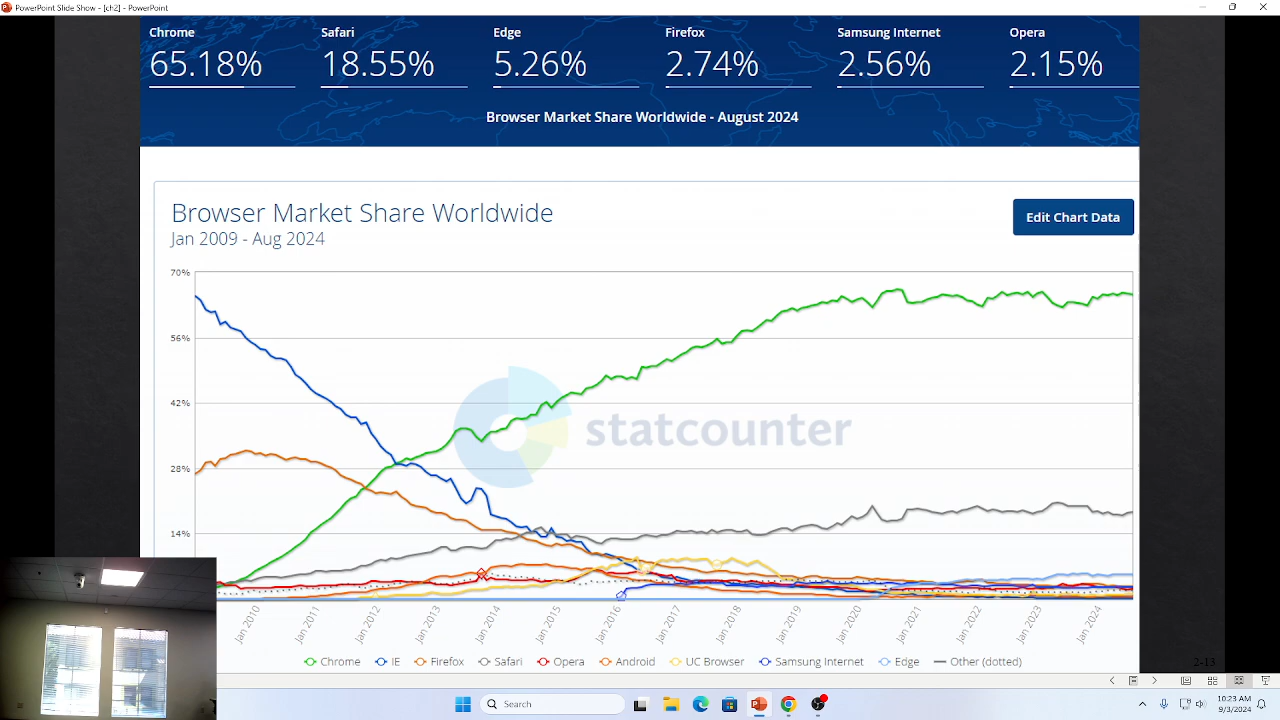 PowerPoint Slide Show - [ch2] - PowerPoint
Chrome Safari Edge Firefox Samsung Internet Opera
65.18% 18.55% 5.26% 2.74% 2.56% 2.15%
Browser Market Share Worldwide - August 2024
Browser Market Share Worldwide
Jan 2009 - Aug 2024
Edit Chart Data
70%
56%
42%
statcounter
28%
14%
Jan 2010 Jan 2011 Jan 2012 Jan 2013 Jan 2014 Jan 2015 Jan 2016 Jan 2017 Jan 2018 Jan 2019 Jan 2020 Jan 2021 Jan 2022 Jan 2023 Jan 2024
Chrome IE Firefox Safari Opera Android UC Browser Samsung Internet Edge Other (dotted)
2-13
Search
10:23 AM
9/3/2024